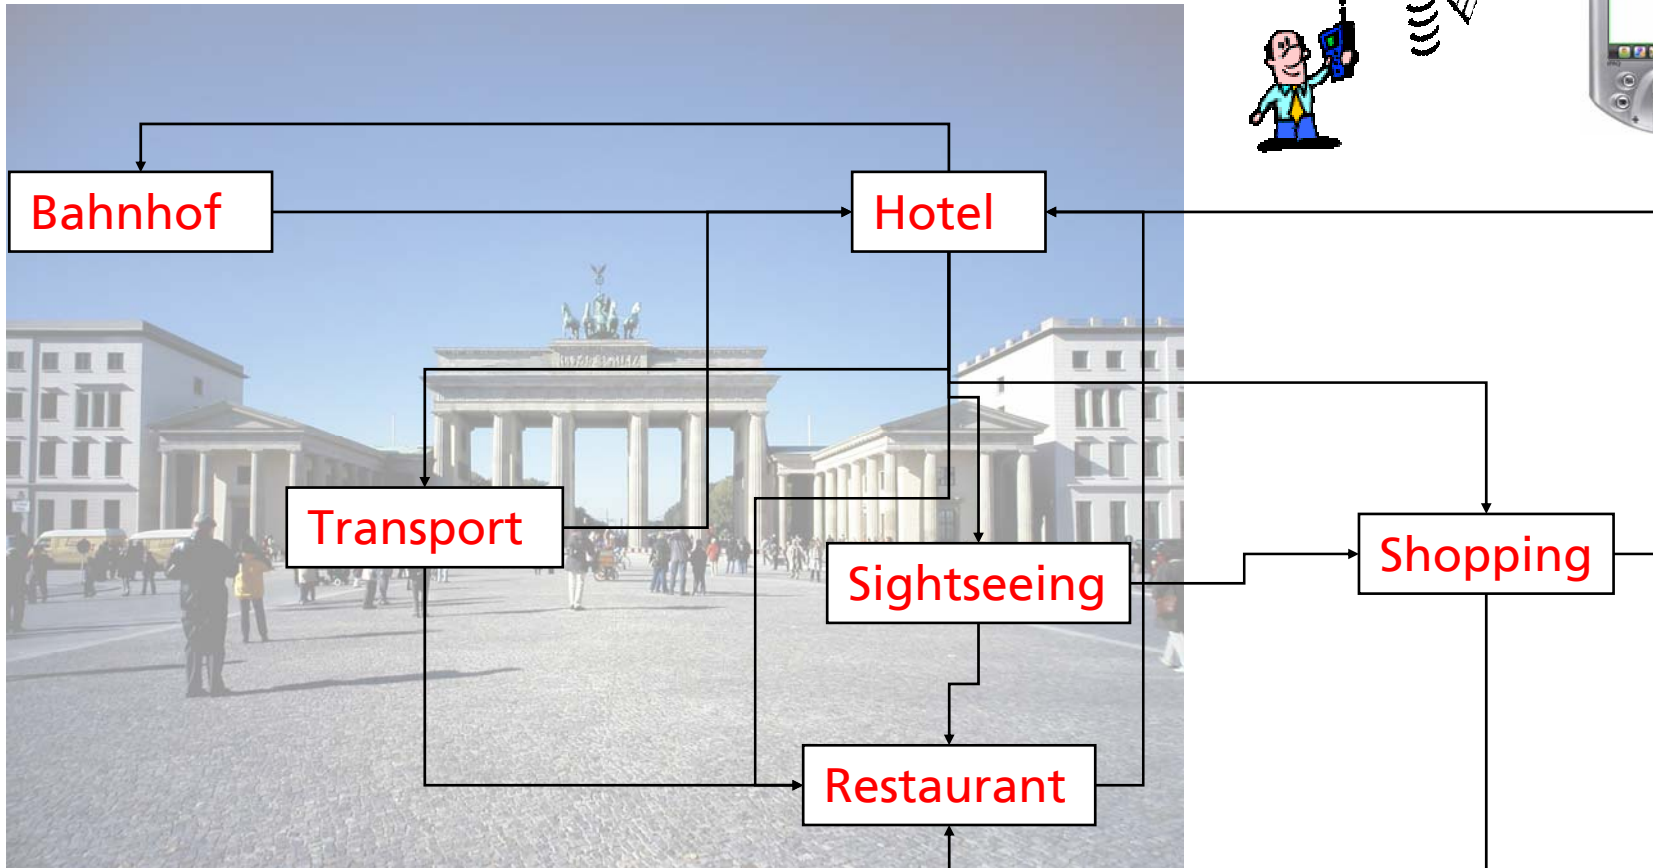 Bahnhof
Hotel
Transport
Sightseeing
Shopping
Restaurant